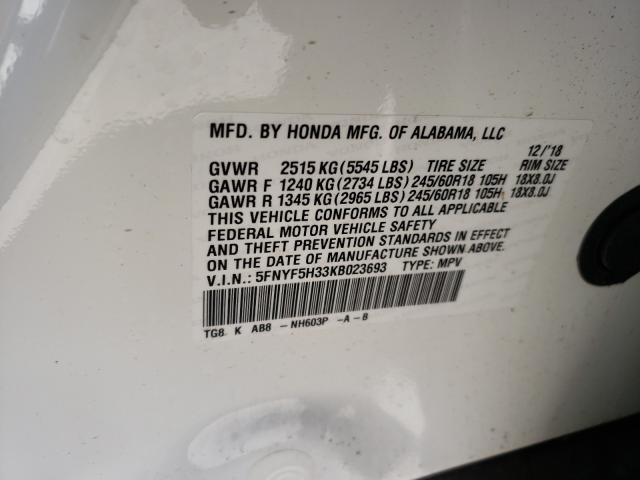 MFD. BY HONDA MFG. OF ALABAMA, LLC
12/'18
GVWR 2515 KG(5545 LBS) TIRE SIZE RIM SIZE
GAWR F 1240 KG(2734 LBS)245/60R18 105H 18X8.0J
GAWR R 1345 KG(2965 LBS)245/60R18 105H 18X8.0J
THIS VEHICLE CONFORMS TO ALL APPLICABLE
FEDERAL MOTOR VEHICLE SAFETY
AND THEFT PREVENTION STANDARDS IN EFFECT
ON THE DATE OF MANUFACTURE SHOWN ABOVE.
V.I.N.: 5FNYF5H33KB023693 TYPE: MPV
TG8 K AB8 -NH603P -A-B